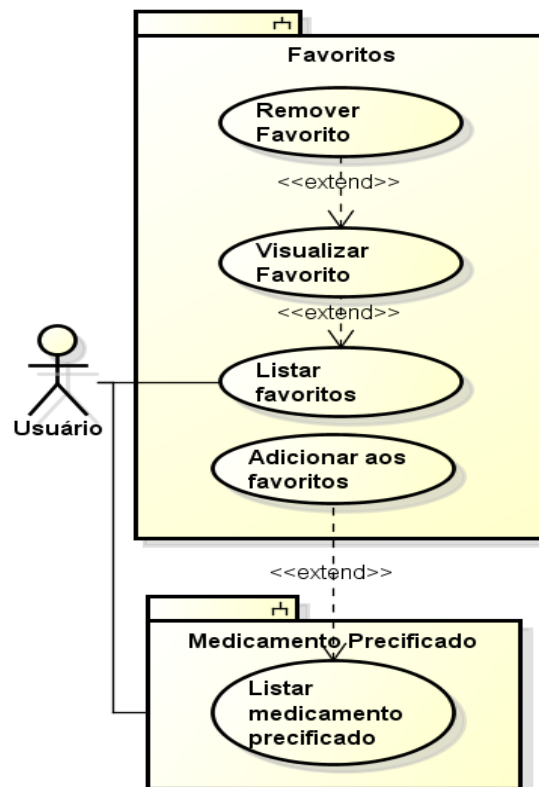 Favoritos
Remover
Favorito
<<extend>>
Visualizar
Favorito
<<extend>>
Listar
favoritos
Usuário
Adicionar aos
favoritos
<<extend>>
Medicamento Precificado
Listar
medicamento
precificado